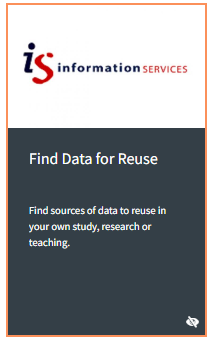 is information SERVICES
Find Data for Reuse
Find sources of data to reuse in
your own study, research or
teaching.